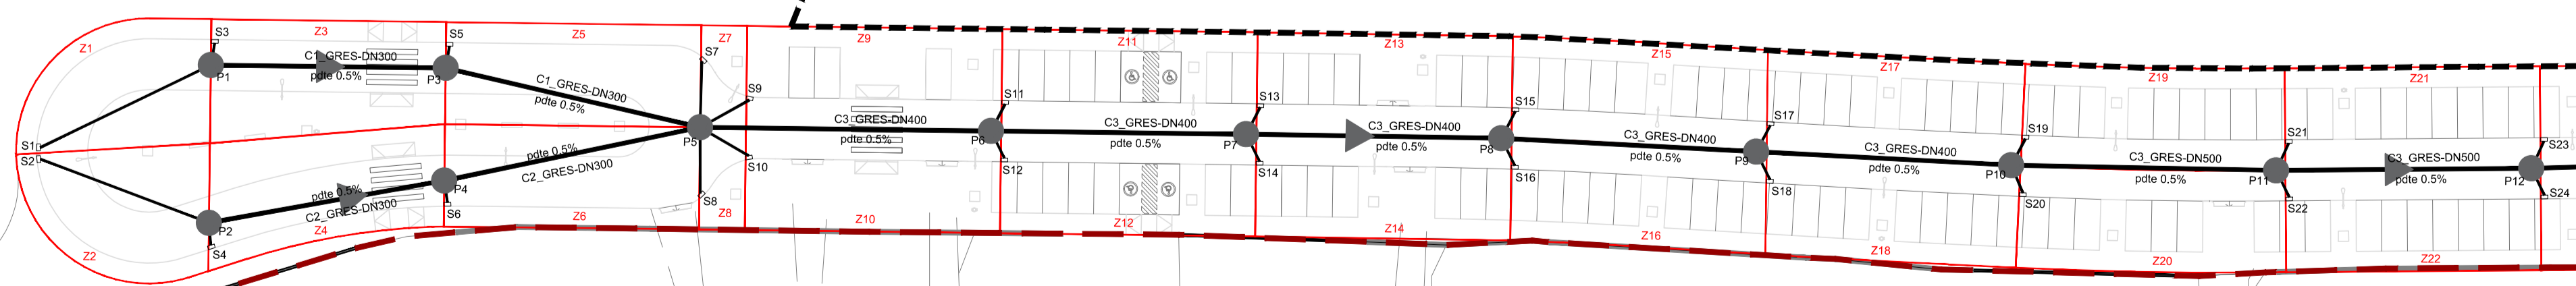 Z1
Z3
Z5
Z7
Z9
Z11
Z13
Z15
Z17
Z19
Z21
S3
S5
S7
S9
S11
S13
S15
S17
S19
S21
S23
C1_GRES-DN300
pdte 0.5%
C1_GRES-DN300
pdte 0.5%
C3_GRES-DN400
pdte 0.5%
C3_GRES-DN400
pdte 0.5%
C3_GRES-DN400
pdte 0.5%
C3_GRES-DN400
pdte 0.5%
C3_GRES-DN400
pdte 0.5%
C3_GRES-DN500
pdte 0.5%
C3_GRES-DN500
pdte 0.5%
P1
P3
P5
P6
P7
P8
P9
P10
P11
P12
S1
S2
pdte 0.5%
C2_GRES-DN300
pdte 0.5%
C2_GRES-DN300
P2
P4
S4
S6
S8
S10
S12
S14
S16
S18
S20
S22
S24
Z2
Z4
Z6
Z8
Z10
Z12
Z14
Z16
Z18
Z20
Z22